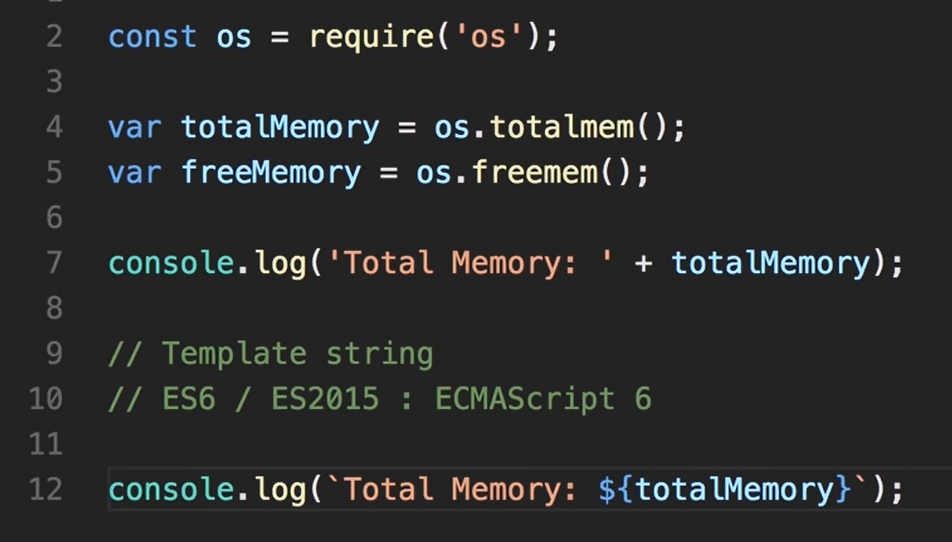 2 const os = require('os');
3
4 var totalMemory = os.totalmem();
5 var freeMemory = os.freemem();
6
7 console.log('Total Memory: ' + totalMemory);
8
9 // Template string
10 // ES6 / ES2015 : ECMAScript 6
11
12 console.log(`Total Memory: ${totalMemory}`);